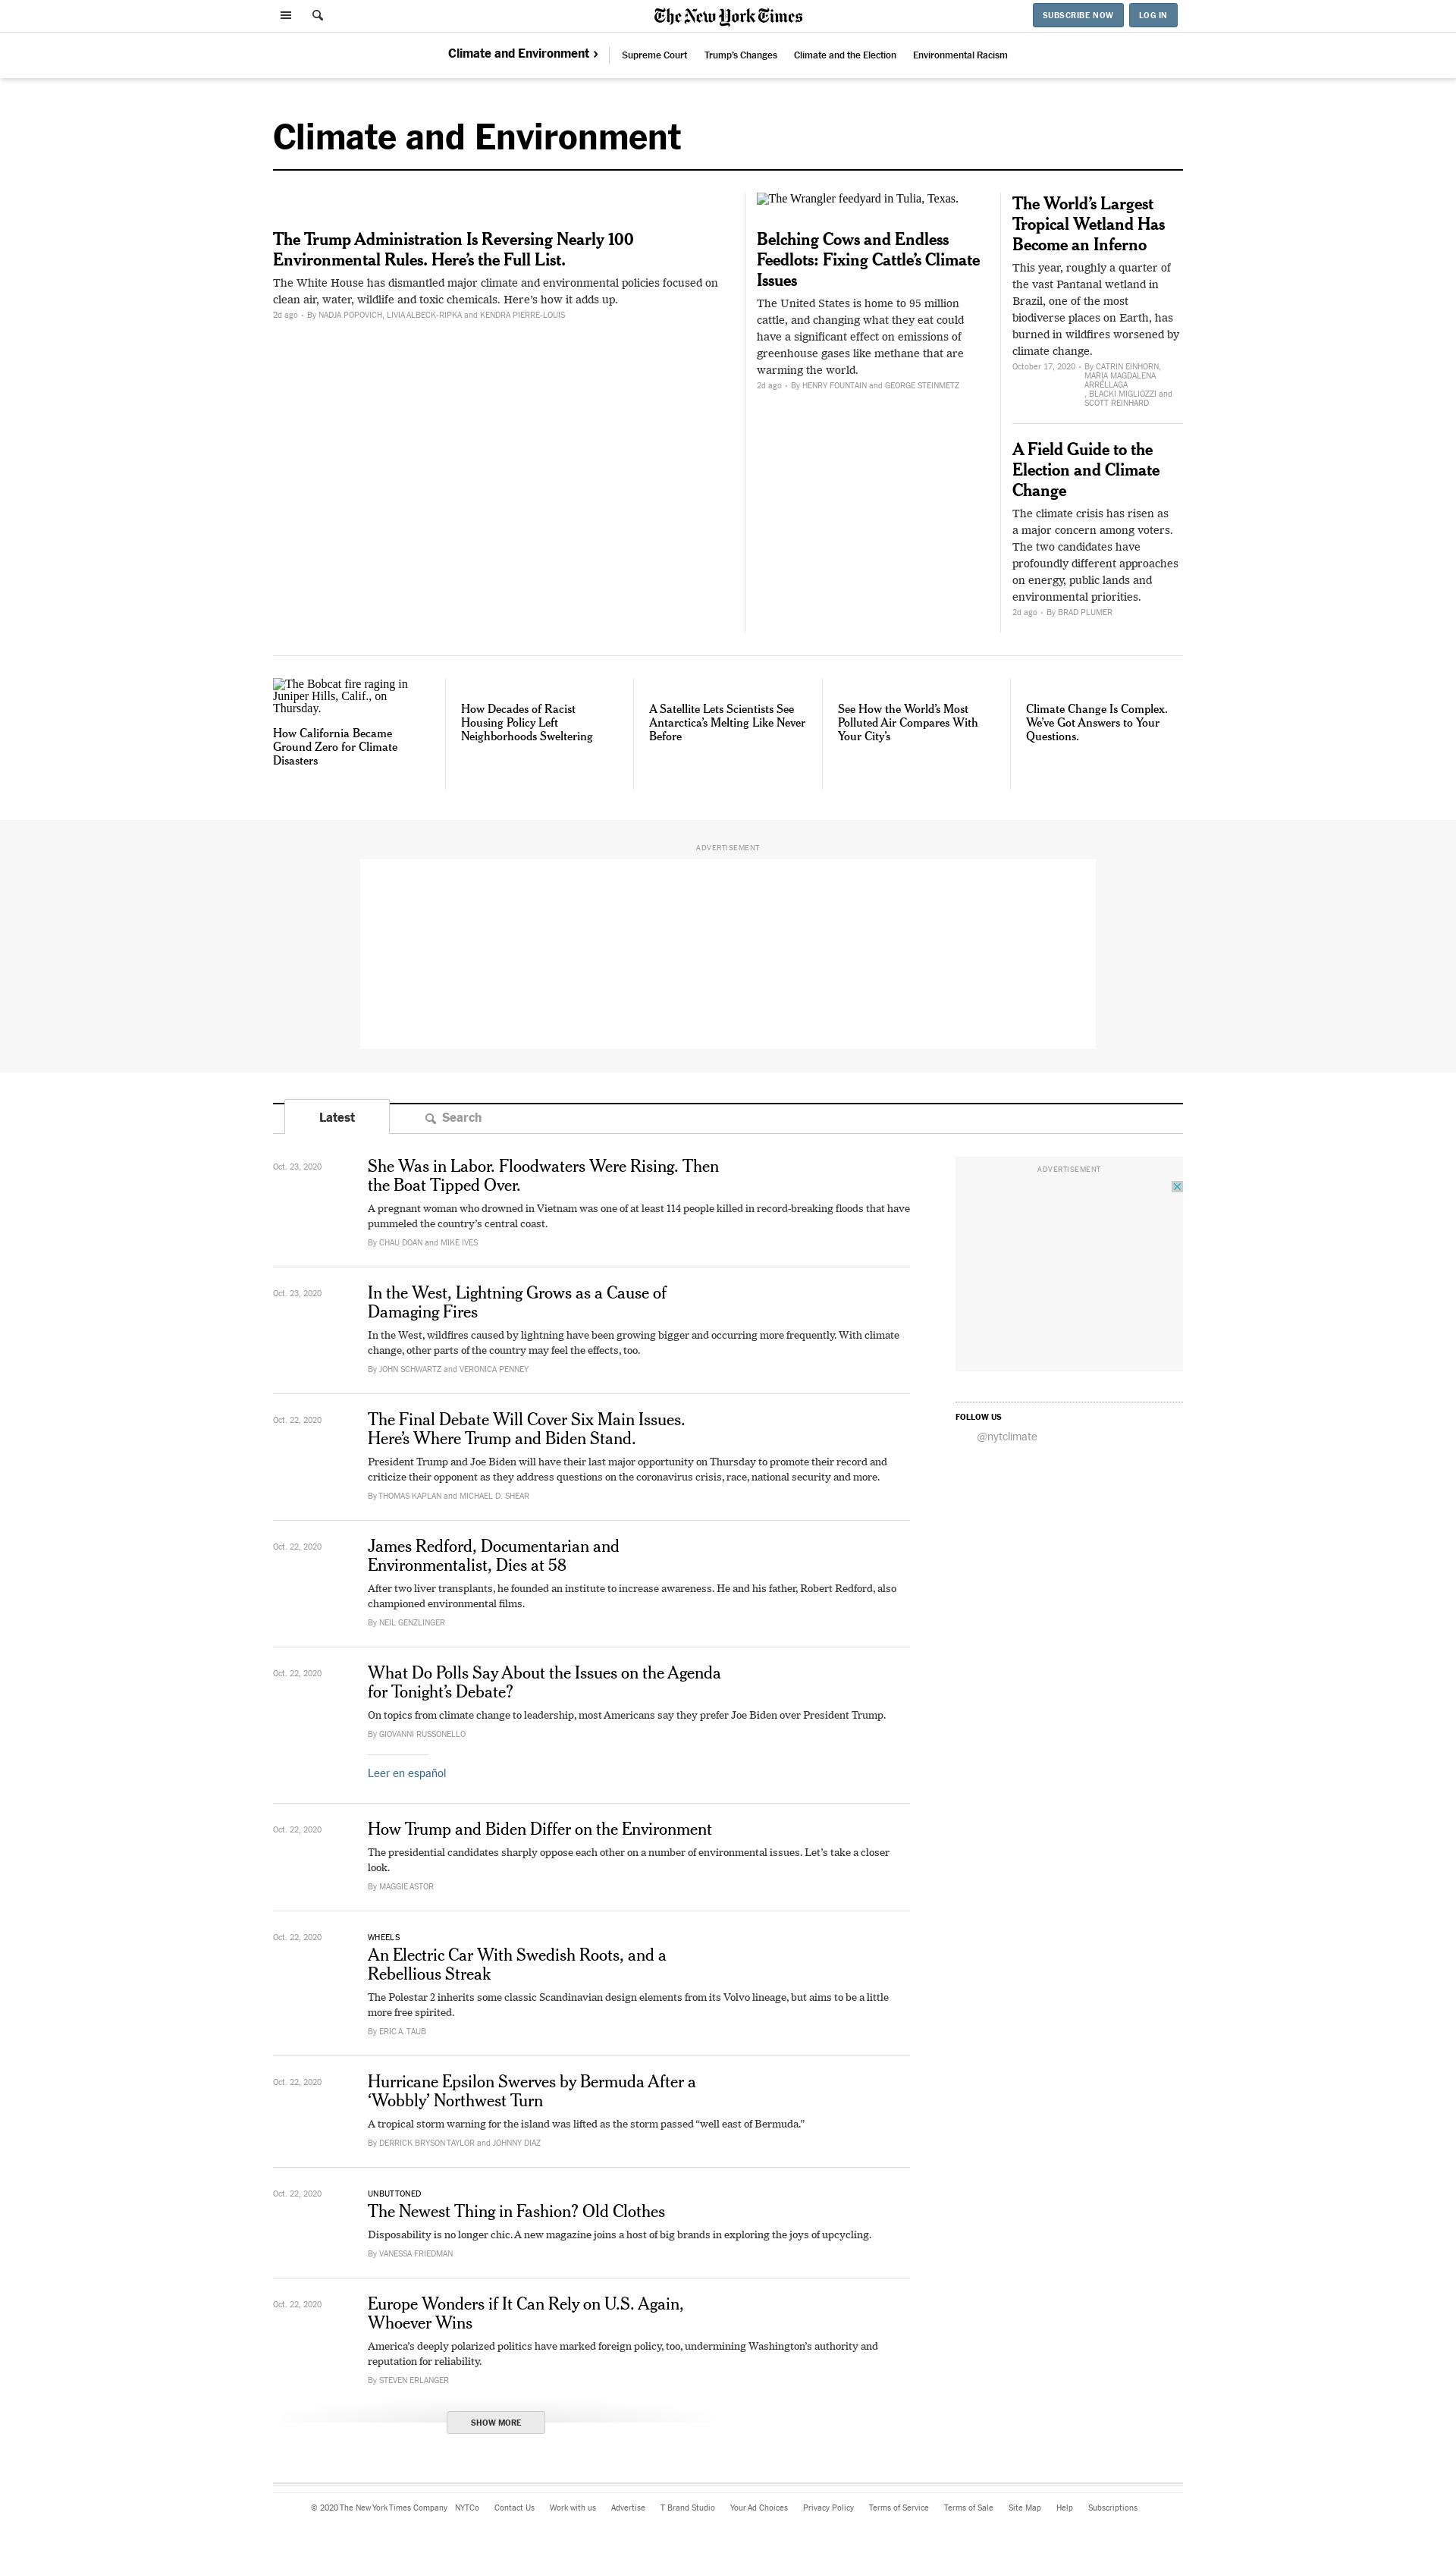 The New York Times
SUBSCRIBE NOW
LOG IN
Climate and Environment ›
Supreme Court
Trump's Changes
Climate and the Election
Environmental Racism
Climate and Environment
The Trump Administration Is Reversing Nearly 100
Environmental Rules. Here's the Full List.
The White House has dismantled major climate and environmental policies focused on
clean air, water, wildlife and toxic chemicals. Here's how it adds up.
2d ago • By NADJA POPOVICH, LIVIA ALBECK-RIPKA and KENDRA PIERRE-LOUIS
The Wrangler feedyard in Tulia, Texas.
Belching Cows and Endless
Feedlots: Fixing Cattle's Climate
Issues
The United States is home to 95 million
cattle, and changing what they eat could
have a significant effect on emissions of
greenhouse gases like methane that are
warming the world.
2d ago • By HENRY FOUNTAIN and GEORGE STEINMETZ
The World's Largest
Tropical Wetland Has
Become an Inferno
This year, roughly a quarter of
the vast Pantanal wetland in
Brazil, one of the most
biodiverse places on Earth, has
burned in wildfires worsened by
climate change.
October 17, 2020 • By CATRIN EINHORN,
MARIA MAGDALENA
ARRÉLLAGA
, BLACKI MIGLIOZZI and
SCOTT REINHARD
A Field Guide to the
Election and Climate
Change
The climate crisis has risen as
a major concern among voters.
The two candidates have
profoundly different approaches
on energy, public lands and
environmental priorities.
2d ago • By BRAD PLUMER
The Bobcat fire raging in
Juniper Hills, Calif., on
Thursday.
How California Became
Ground Zero for Climate
Disasters
How Decades of Racist
Housing Policy Left
Neighborhoods Sweltering
A Satellite Lets Scientists See
Antarctica's Melting Like Never
Before
See How the World's Most
Polluted Air Compares With
Your City's
Climate Change Is Complex.
We've Got Answers to Your
Questions.
ADVERTISEMENT
Latest
Search
Oct. 23, 2020
She Was in Labor. Floodwaters Were Rising. Then
the Boat Tipped Over.
A pregnant woman who drowned in Vietnam was one of at least 114 people killed in record-breaking floods that have
pummeled the country's central coast.
By CHAU DOAN and MIKE IVES
Oct. 23, 2020
In the West, Lightning Grows as a Cause of
Damaging Fires
In the West, wildfires caused by lightning have been growing bigger and occurring more frequently. With climate
change, other parts of the country may feel the effects, too.
By JOHN SCHWARTZ and VERONICA PENNEY
Oct. 22, 2020
The Final Debate Will Cover Six Main Issues.
Here's Where Trump and Biden Stand.
President Trump and Joe Biden will have their last major opportunity on Thursday to promote their record and
criticize their opponent as they address questions on the coronavirus crisis, race, national security and more.
By THOMAS KAPLAN and MICHAEL D. SHEAR
Oct. 22, 2020
James Redford, Documentarian and
Environmentalist, Dies at 58
After two liver transplants, he founded an institute to increase awareness. He and his father, Robert Redford, also
championed environmental films.
By NEIL GENZLINGER
Oct. 22, 2020
What Do Polls Say About the Issues on the Agenda
for Tonight's Debate?
On topics from climate change to leadership, most Americans say they prefer Joe Biden over President Trump.
By GIOVANNI RUSSONELLO
Leer en español
Oct. 22, 2020
How Trump and Biden Differ on the Environment
The presidential candidates sharply oppose each other on a number of environmental issues. Let's take a closer
look.
By MAGGIE ASTOR
Oct. 22, 2020
WHEELS
An Electric Car With Swedish Roots, and a
Rebellious Streak
The Polestar 2 inherits some classic Scandinavian design elements from its Volvo lineage, but aims to be a little
more free spirited.
By ERIC A. TAUB
Oct. 22, 2020
Hurricane Epsilon Swerves by Bermuda After a
‘Wobbly’ Northwest Turn
A tropical storm warning for the island was lifted as the storm passed “well east of Bermuda.”
By DERRICK BRYSON TAYLOR and JOHNNY DIAZ
Oct. 22, 2020
UNBUTTONED
The Newest Thing in Fashion? Old Clothes
Disposability is no longer chic. A new magazine joins a host of big brands in exploring the joys of upcycling.
By VANESSA FRIEDMAN
Oct. 22, 2020
Europe Wonders if It Can Rely on U.S. Again,
Whoever Wins
America's deeply polarized politics have marked foreign policy, too, undermining Washington's authority and
reputation for reliability.
By STEVEN ERLANGER
SHOW MORE
ADVERTISEMENT
FOLLOW US
@nytclimate
© 2020 The New York Times Company
NYTCo
Contact Us
Work with us
Advertise
T Brand Studio
Your Ad Choices
Privacy Policy
Terms of Service
Terms of Sale
Site Map
Help
Subscriptions